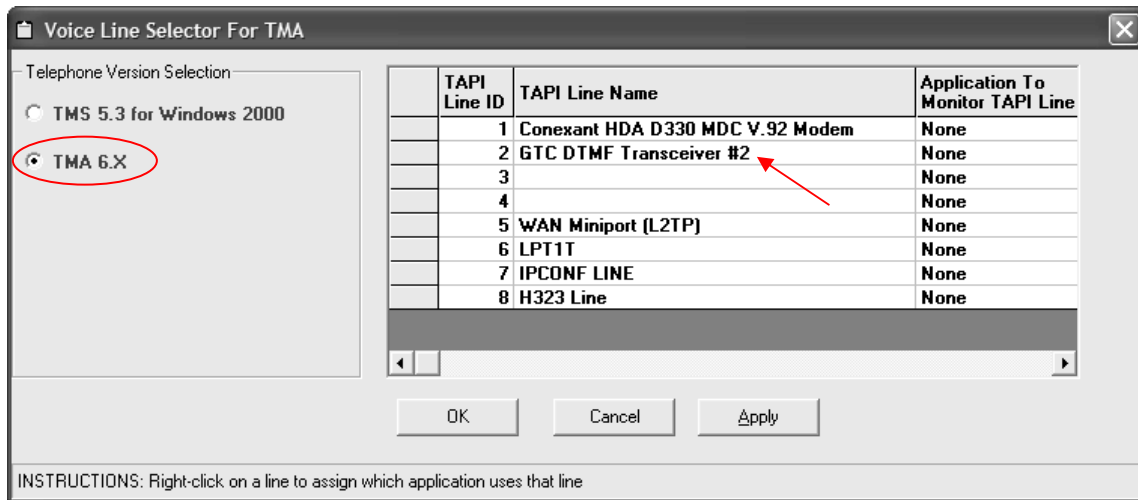 Voice Line Selector For TMA
Telephone Version Selection
TMS 5.3 for Windows 2000
TMA 6.X
TAPI Line ID TAPI Line Name Application To Monitor TAPI Line
1 Conexant HDA D330 MDC V.92 Modem None
2 GTC DTMF Transceiver #2 None
3 None
4 None
5 WAN Miniport (L2TP) None
6 LPT1T None
7 IPCONF LINE None
8 H323 Line None
OK Cancel Apply
INSTRUCTIONS: Right-click on a line to assign which application uses that line